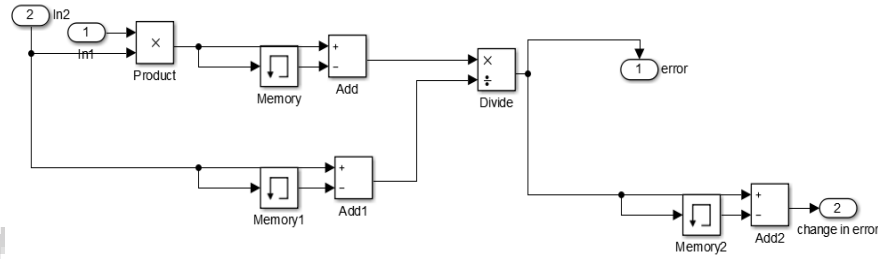 2 In2
1
In1
×
Product
Memory
+
−
Add
×
÷
Divide
1 error
Memory1
+
−
Add1
Memory2
+
−
Add2
2
change in error